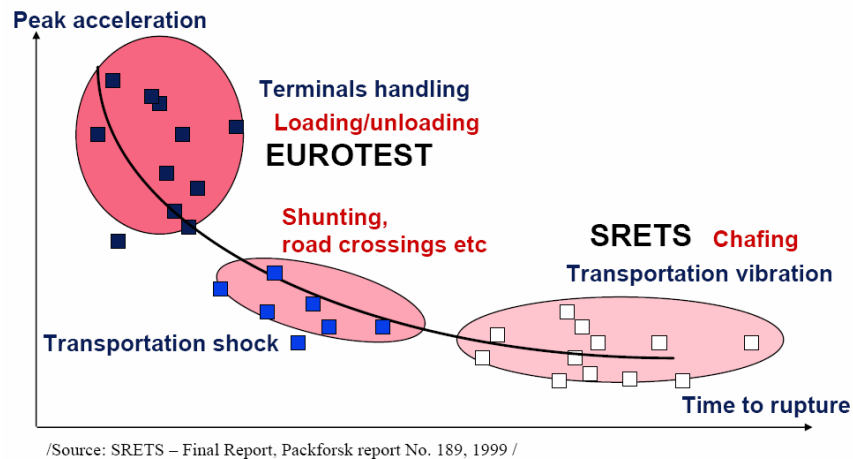 Peak acceleration
Terminals handling
Loading/unloading
EUROTEST
Shunting,
road crossings etc
SRETS Chafing
Transportation vibration
Transportation shock
Time to rupture
/Source: SRETS – Final Report, Packforsk report No. 189, 1999 /